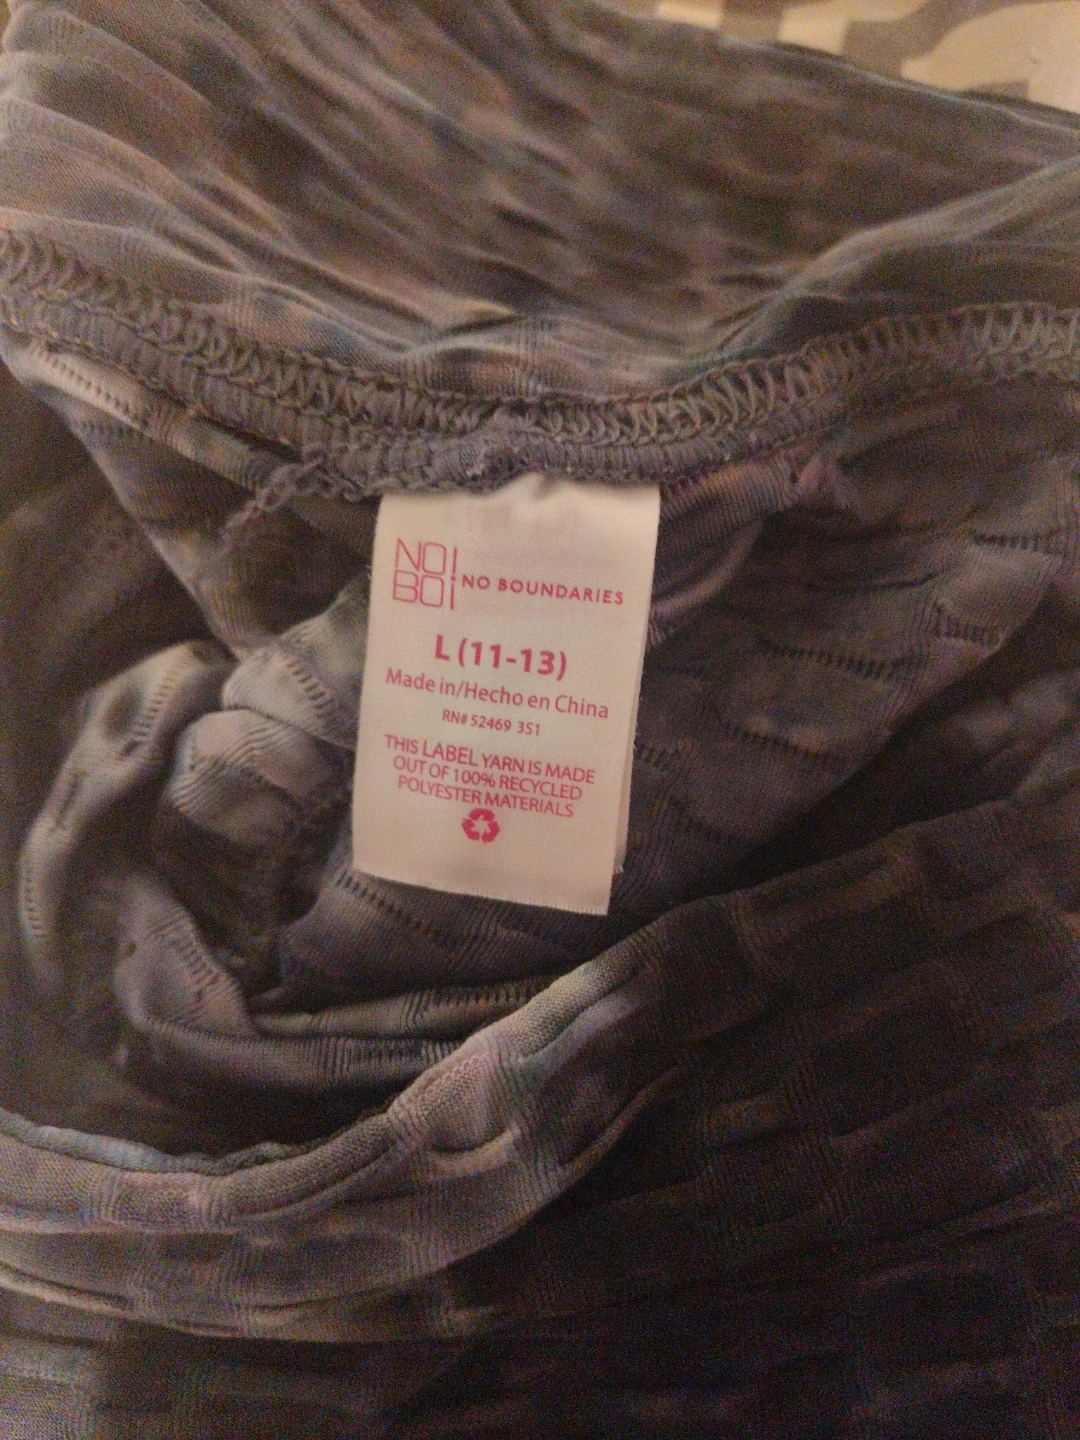 NO
BO
NO BOUNDARIES
L (11-13)
Made in/Hecho en China
RN# 52469 351
THIS LABEL YARN IS MADE
OUT OF 100% RECYCLED
POLYESTER MATERIALS